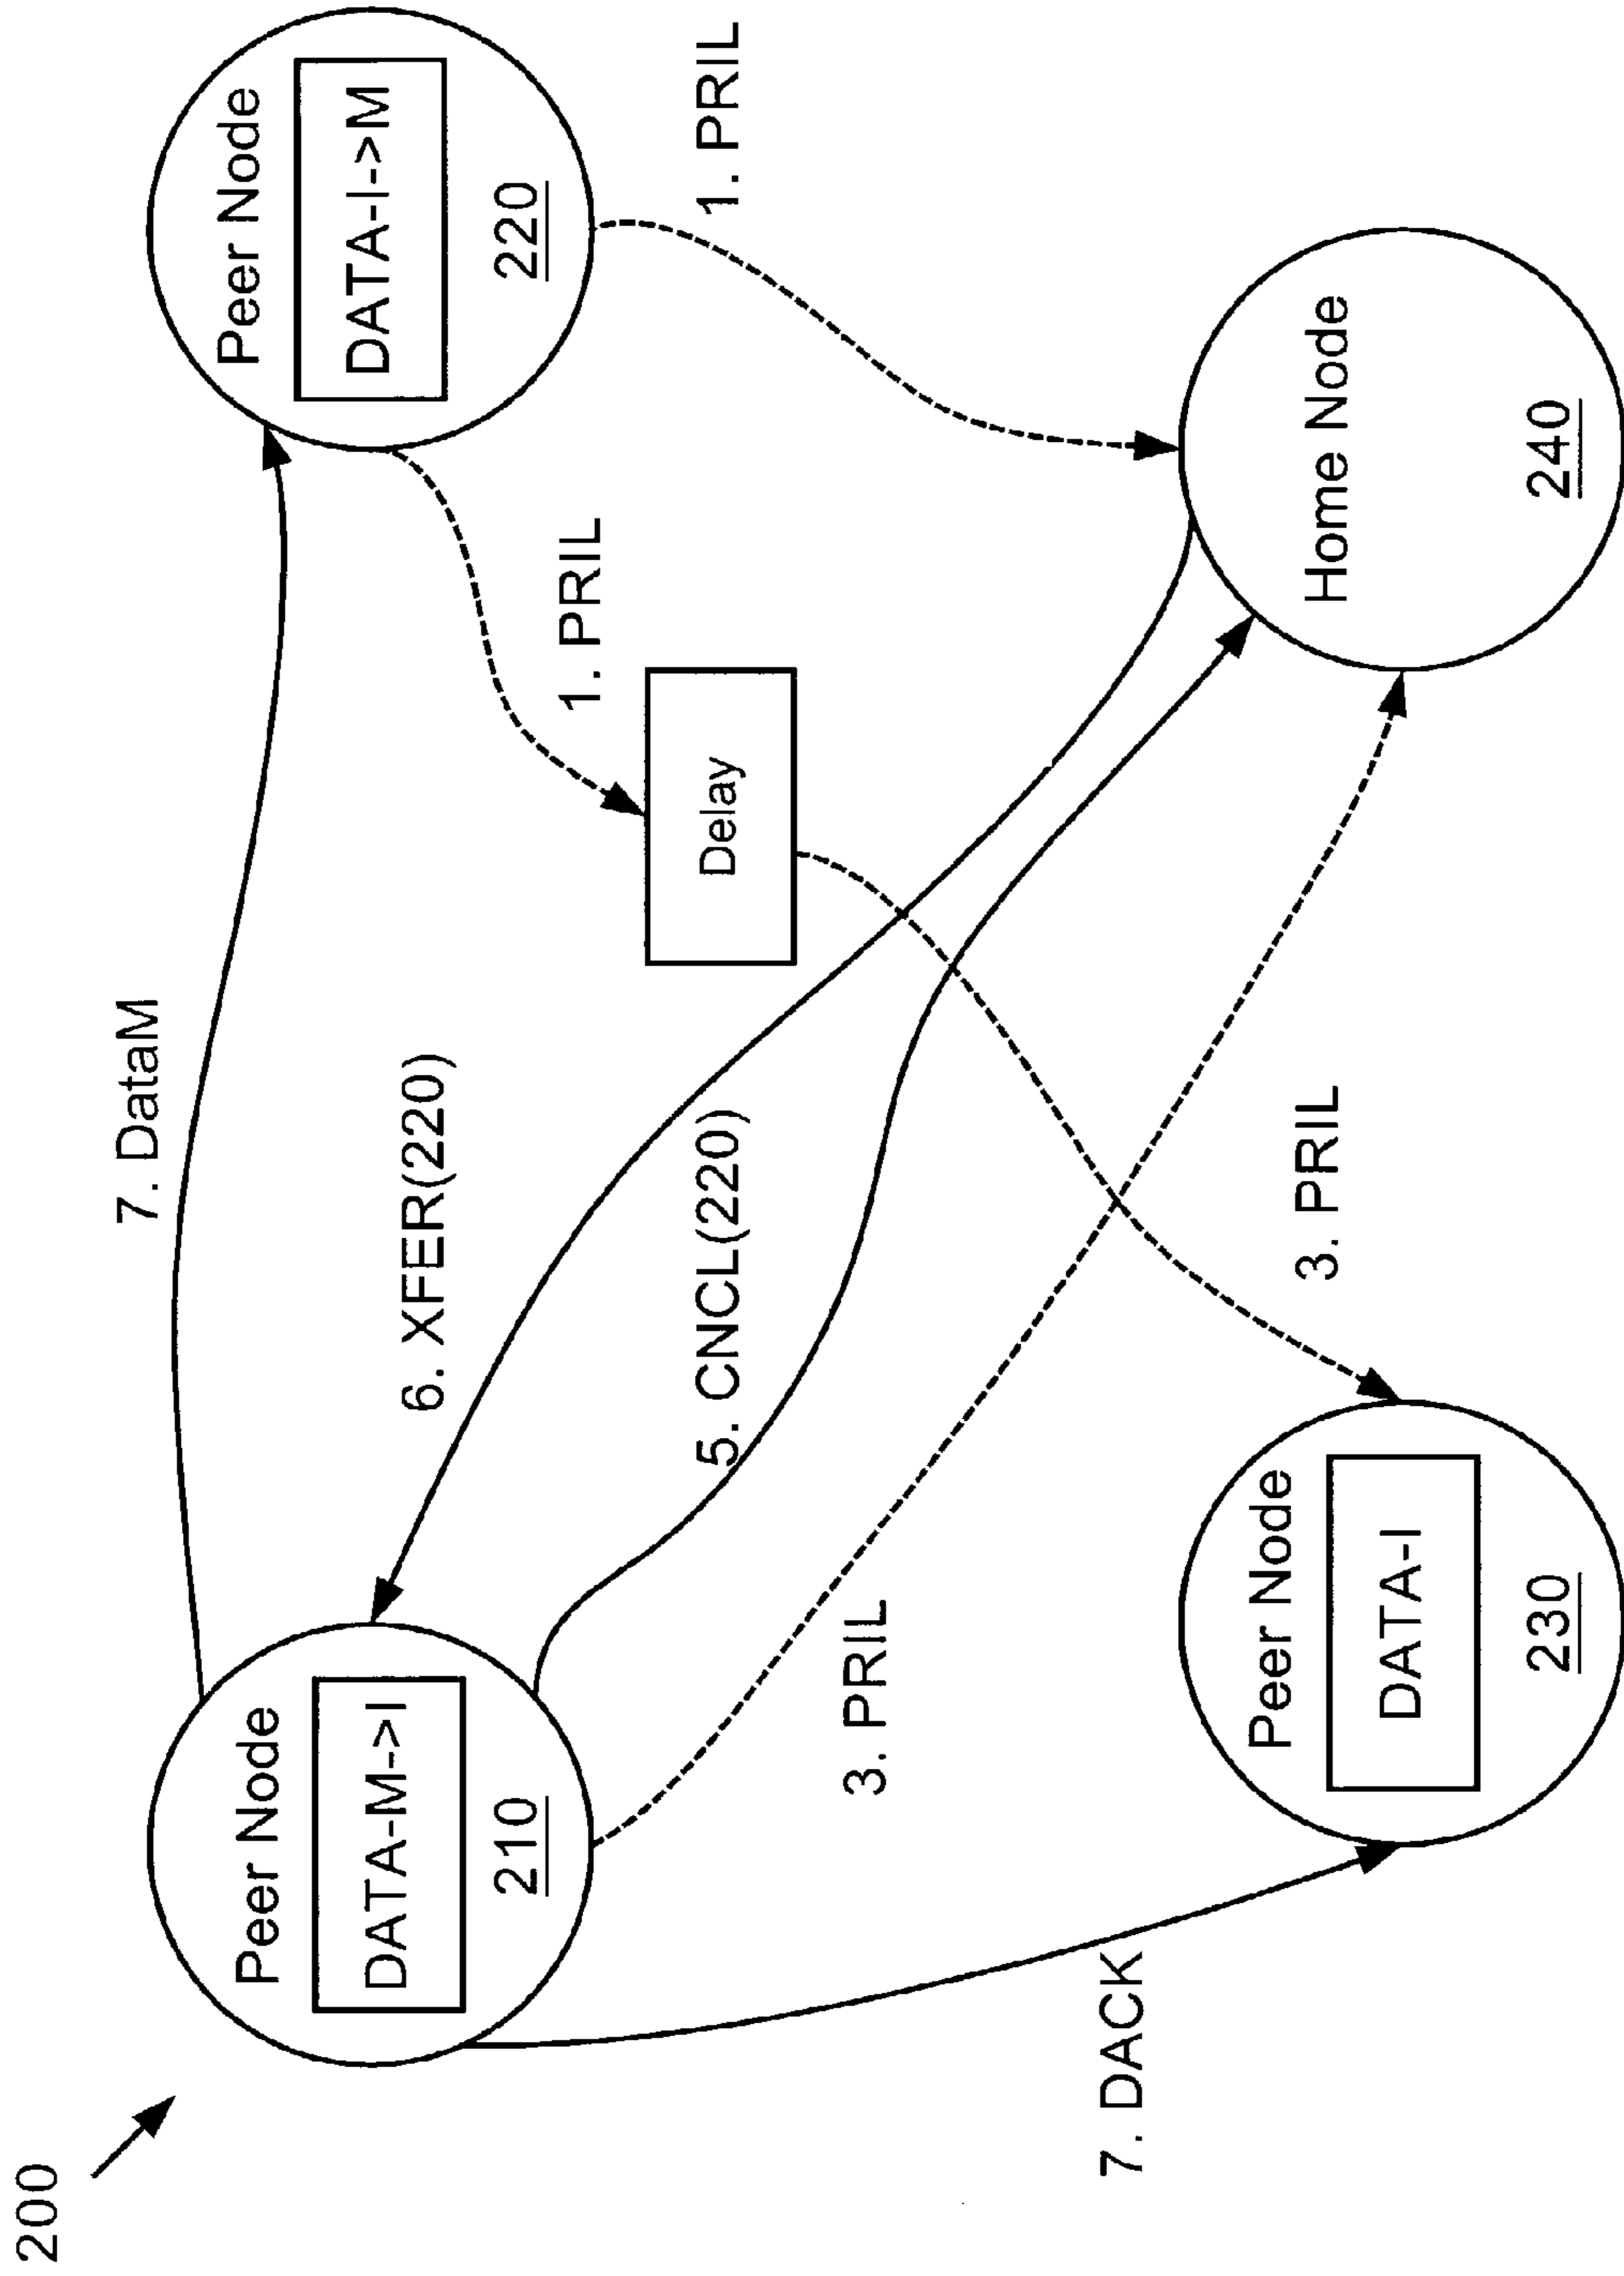 200
Peer Node
DATA-M->I
210
7. DataM
Peer Node
DATA-I->M
220
6. XFER(220)
1. PRIL
1. PRIL
Delay
5. CNCL(220)
3. PRIL
7. DACK
3. PRIL
Peer Node
DATA-I
230
Home Node
240